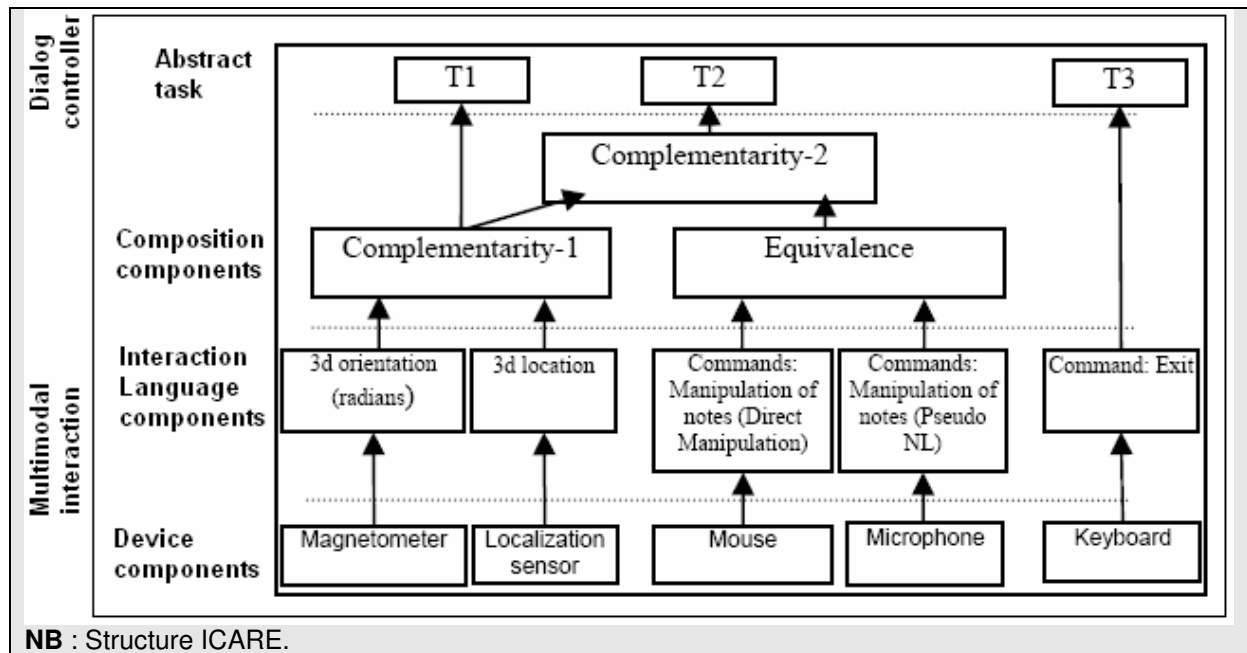 Dialog controller
Abstract task
T1
T2
T3
Complementarity-2
Composition components
Complementarity-1
Equivalence
Multimodal interaction
Interaction Language components
3d orientation
(radians)
3d location
Commands:
Manipulation of
notes (Direct
Manipulation)
Commands:
Manipulation of
notes (Pseudo
NL)
Command: Exit
Device components
Magnetometer
Localization
sensor
Mouse
Microphone
Keyboard
NB : Structure ICARE.